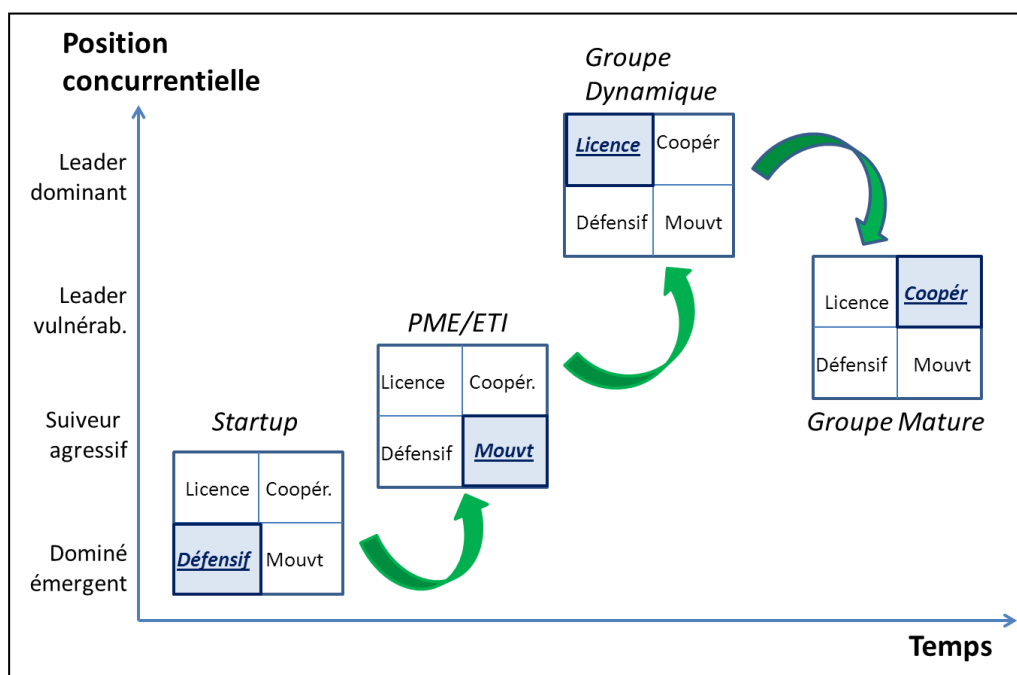 Position
concurrentielle
Leader
dominant
Leader
vulnérab.
Suiveur
agressif
Dominé
émergent
Startup
Licence
Coopér.
Défensif
Mouvt
PME/ETI
Licence
Coopér.
Défensif
Mouvt
Groupe
Dynamique
Licence
Coopér
Défensif
Mouvt
Licence
Coopér
Défensif
Mouvt
Groupe Mature
Temps